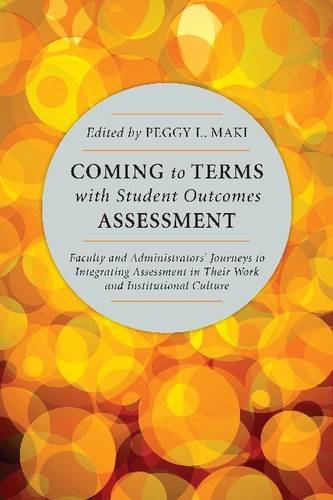 Edited by PEGGY L. MAKI
COMING to TERMS
with Student Outcomes
ASSESSMENT
Faculty and Administrators' Journeys to
Integrating Assessment in Their Work
and Institutional Culture